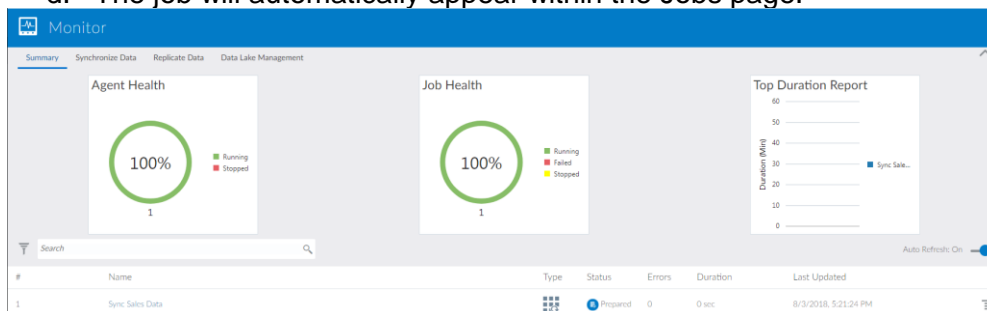 d. The job will automatically appear within the Jobs page.
Monitor
Summary Synchronize Data Replicate Data Data Lake Management
Agent Health
100%
1
Running
Stopped
Job Health
100%
1
Running
Failed
Stopped
Top Duration Report
Duration (Min)
60
50
40
30
20
10
0
Sync Sale...
Search
Auto Refresh: On
# Name Type Status Errors Duration Last Updated
1 Sync Sales Data Prepared 0 0 sec 8/3/2018, 5:21:24 PM